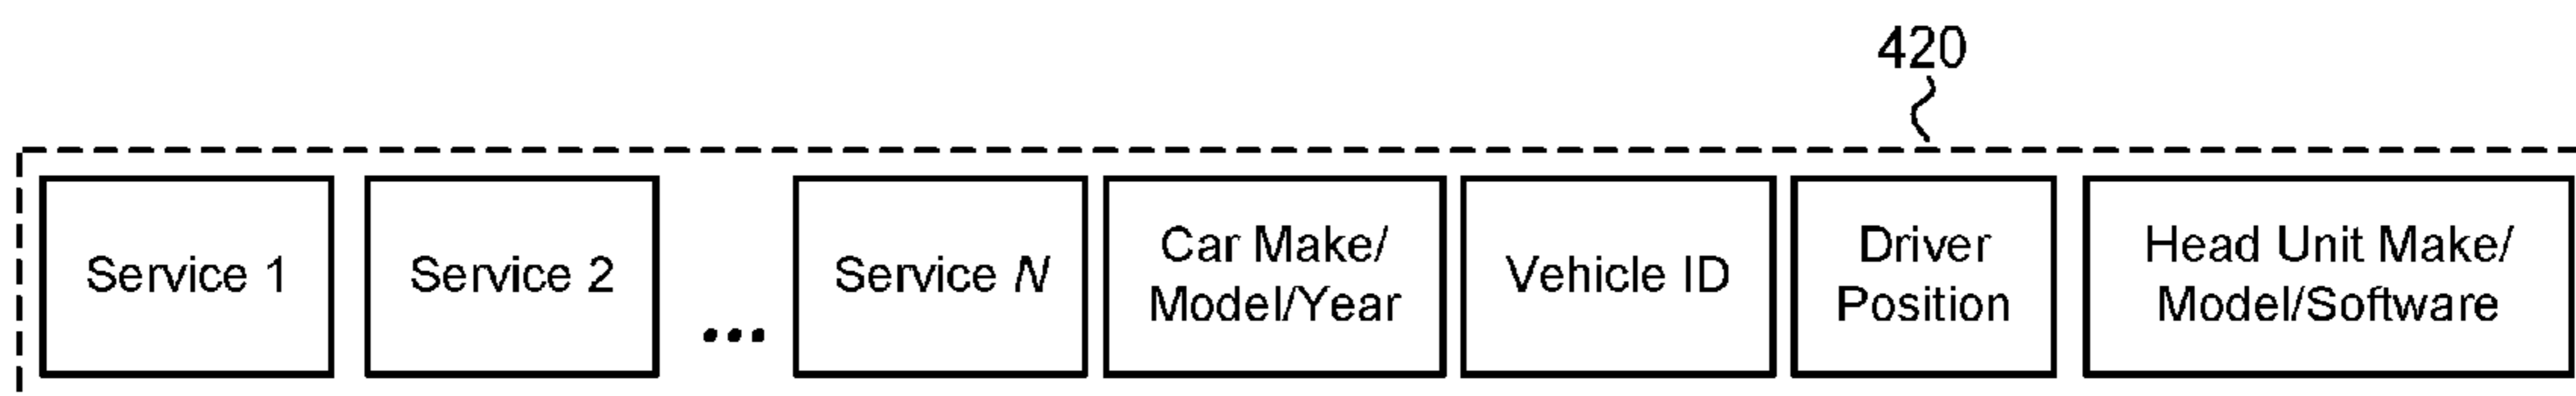 420
Service 1
Service 2
...
Service N
Car Make/
Model/Year
Vehicle ID
Driver
Position
Head Unit Make/
Model/Software